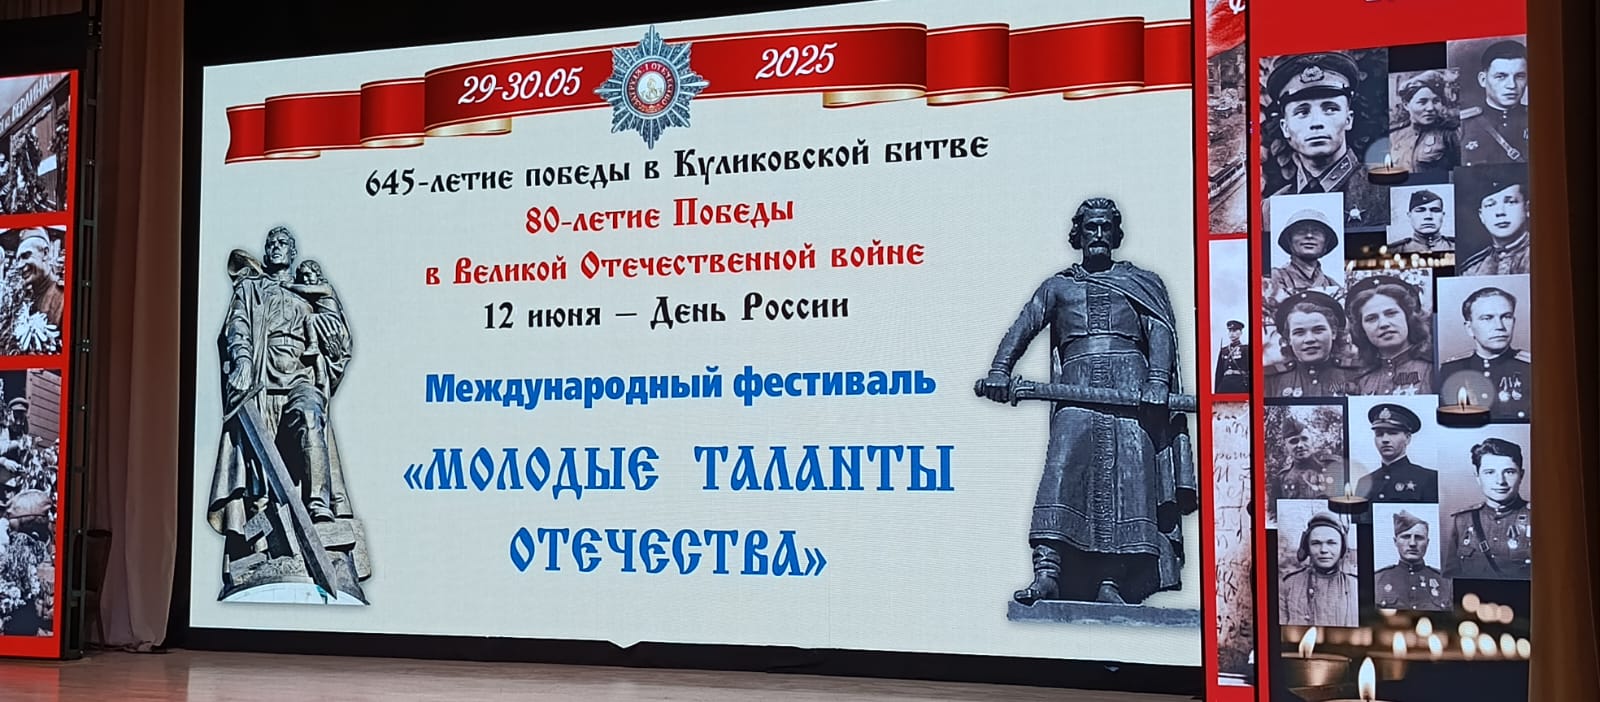 29-30.05
2025
645-летие победы в Куликовской битве
80-летие Победы
в Великой Отечественной войне
12 июня – День России
Международный фестиваль
«МОЛОДЫЕ ТАЛАНТЫ
ОТЕЧЕСТВА»